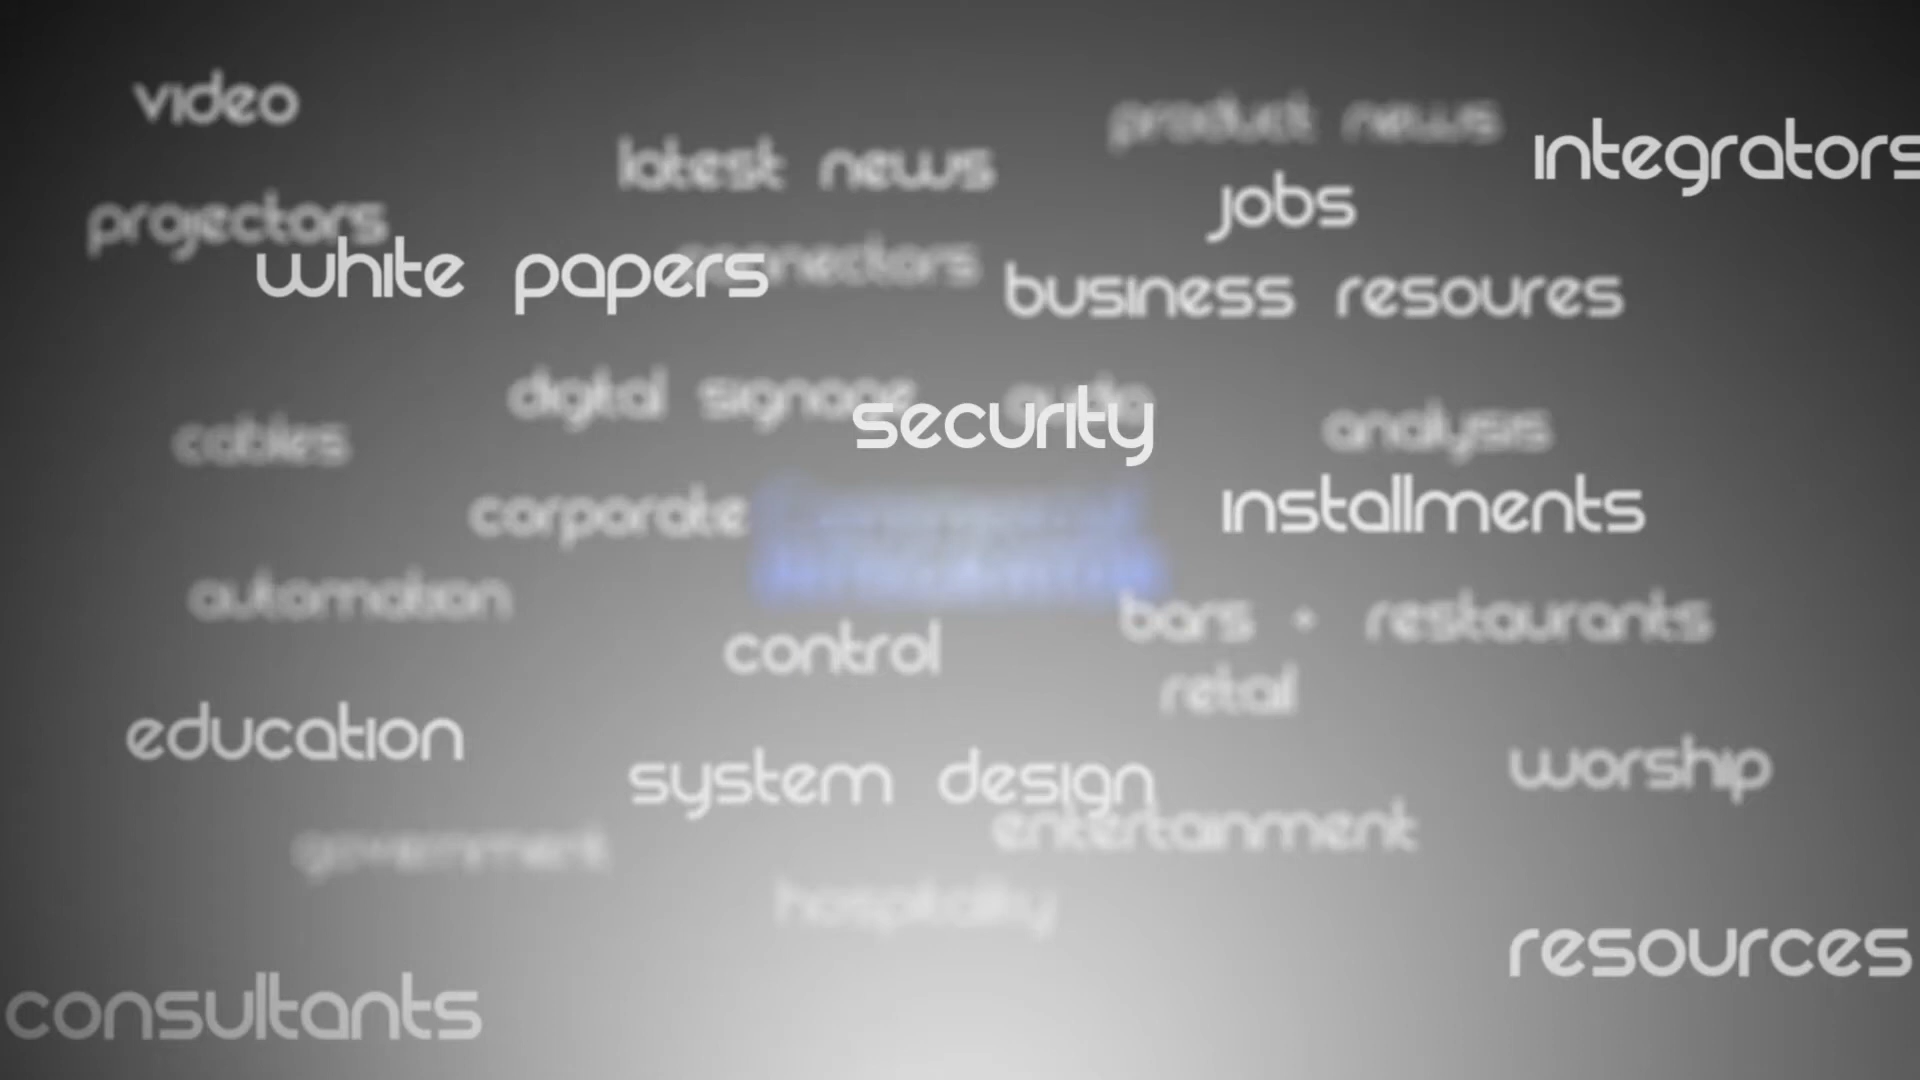 video
product news
integrators
latest news
jobs
projectors
white papers
connectors
business resoures
digital signage
audio
security
analysis
cables
installments
corporate
automation
bars + restaurants
control
retail
education
system design
worship
entertainment
government
hospitality
resources
consultants